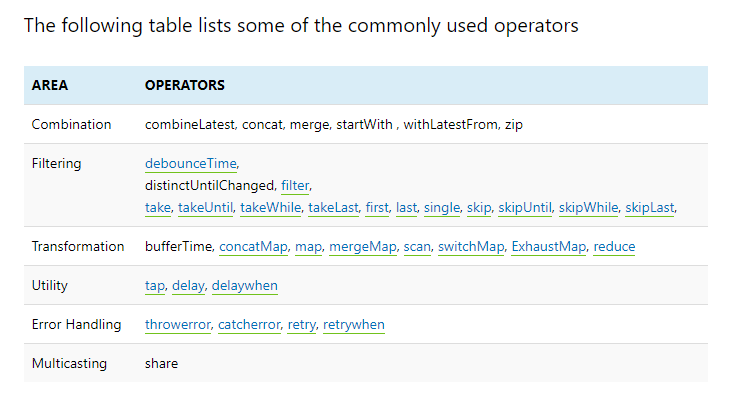 The following table lists some of the commonly used operators
AREA OPERATORS
Combination combineLatest, concat, merge, startWith , withLatestFrom, zip
Filtering debounceTime,
distinctUntilChanged, filter,
take, takeUntil, takeWhile, takeLast, first, last, single, skip, skipUntil, skipWhile, skipLast,
Transformation bufferTime, concatMap, map, mergeMap, scan, switchMap, ExhaustMap, reduce
Utility tap, delay, delaywhen
Error Handling throwerror, catcherror, retry, retrywhen
Multicasting share